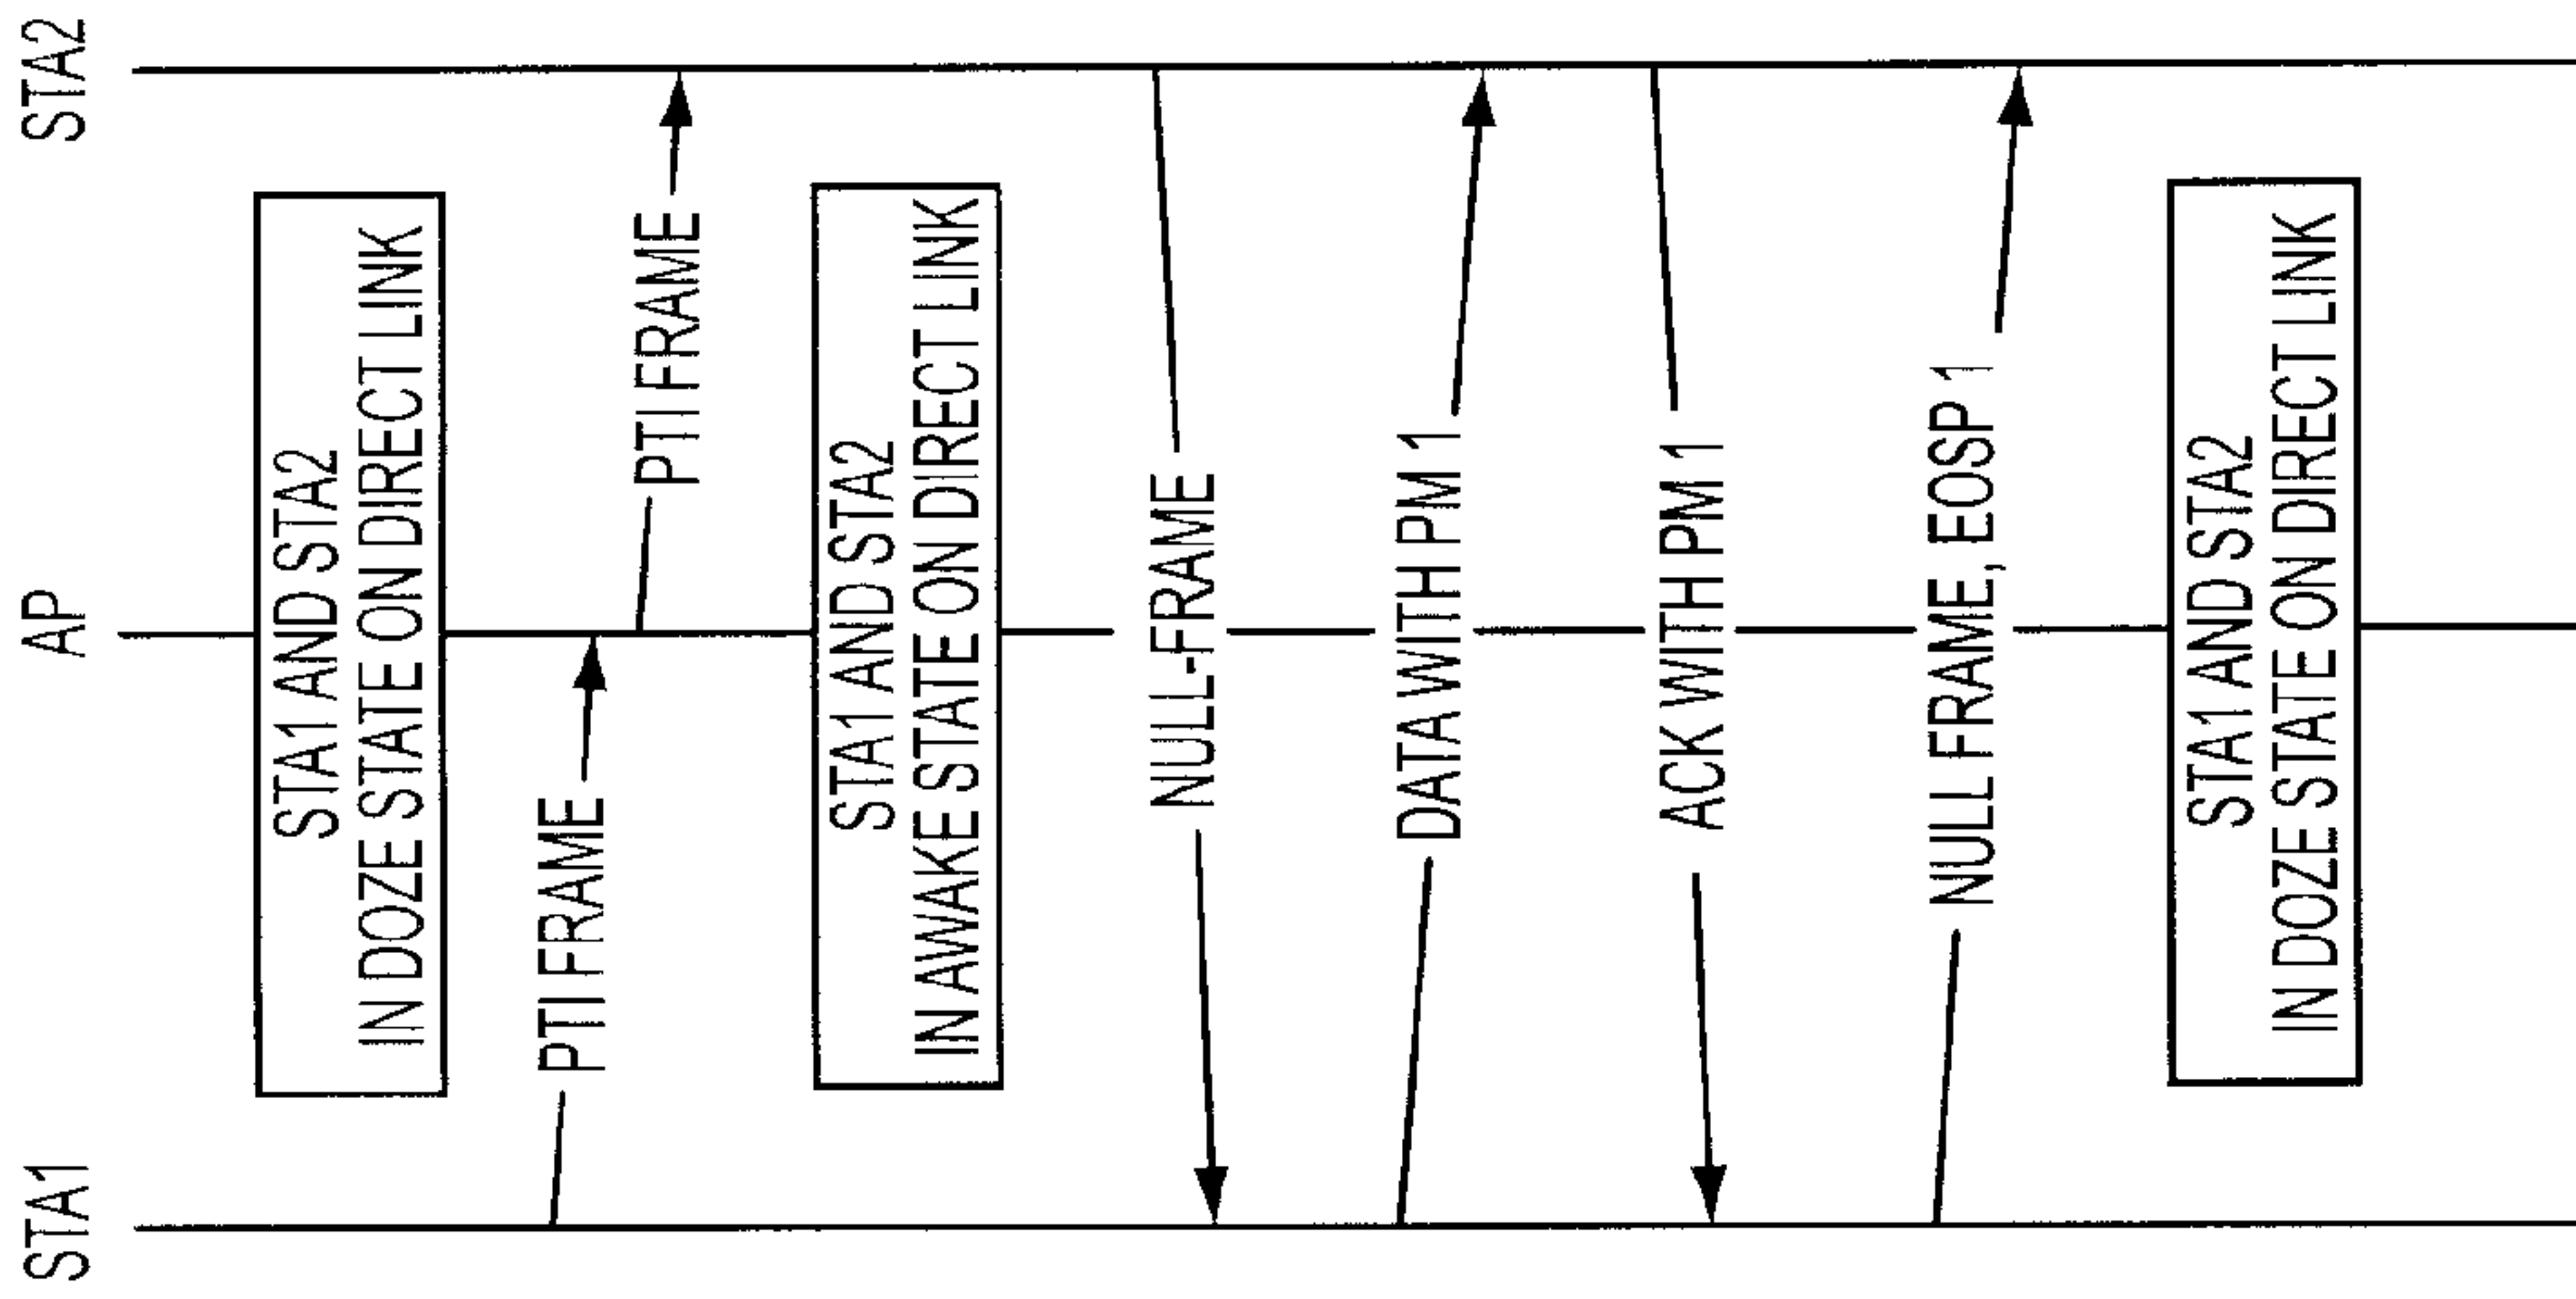 STA1
AP
STA2
STA1 AND STA2
IN DOZE STATE ON DIRECT LINK
PTI FRAME
PTI FRAME
STA1 AND STA2
IN AWAKE STATE ON DIRECT LINK
NULL-FRAME
DATA WITH PM 1
ACK WITH PM 1
NULL FRAME, EOSP 1
STA1 AND STA2
IN DOZE STATE ON DIRECT LINK